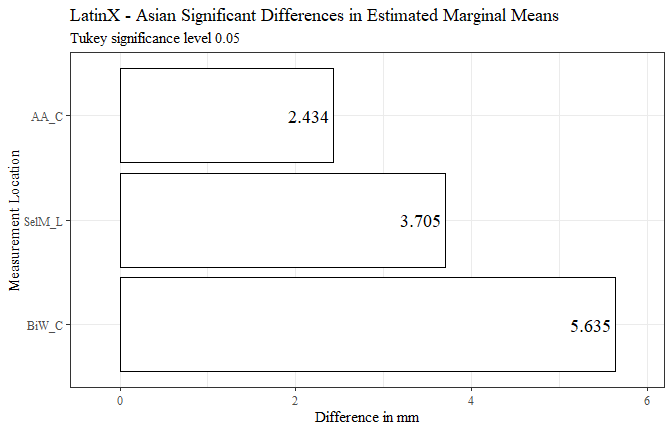 LatinX - Asian Significant Differences in Estimated Marginal Means
Tukey significance level 0.05
Measurement Location
AA_C
2.434
SelM_L
3.705
BiW_C
5.635
0 2 4 6
Difference in mm